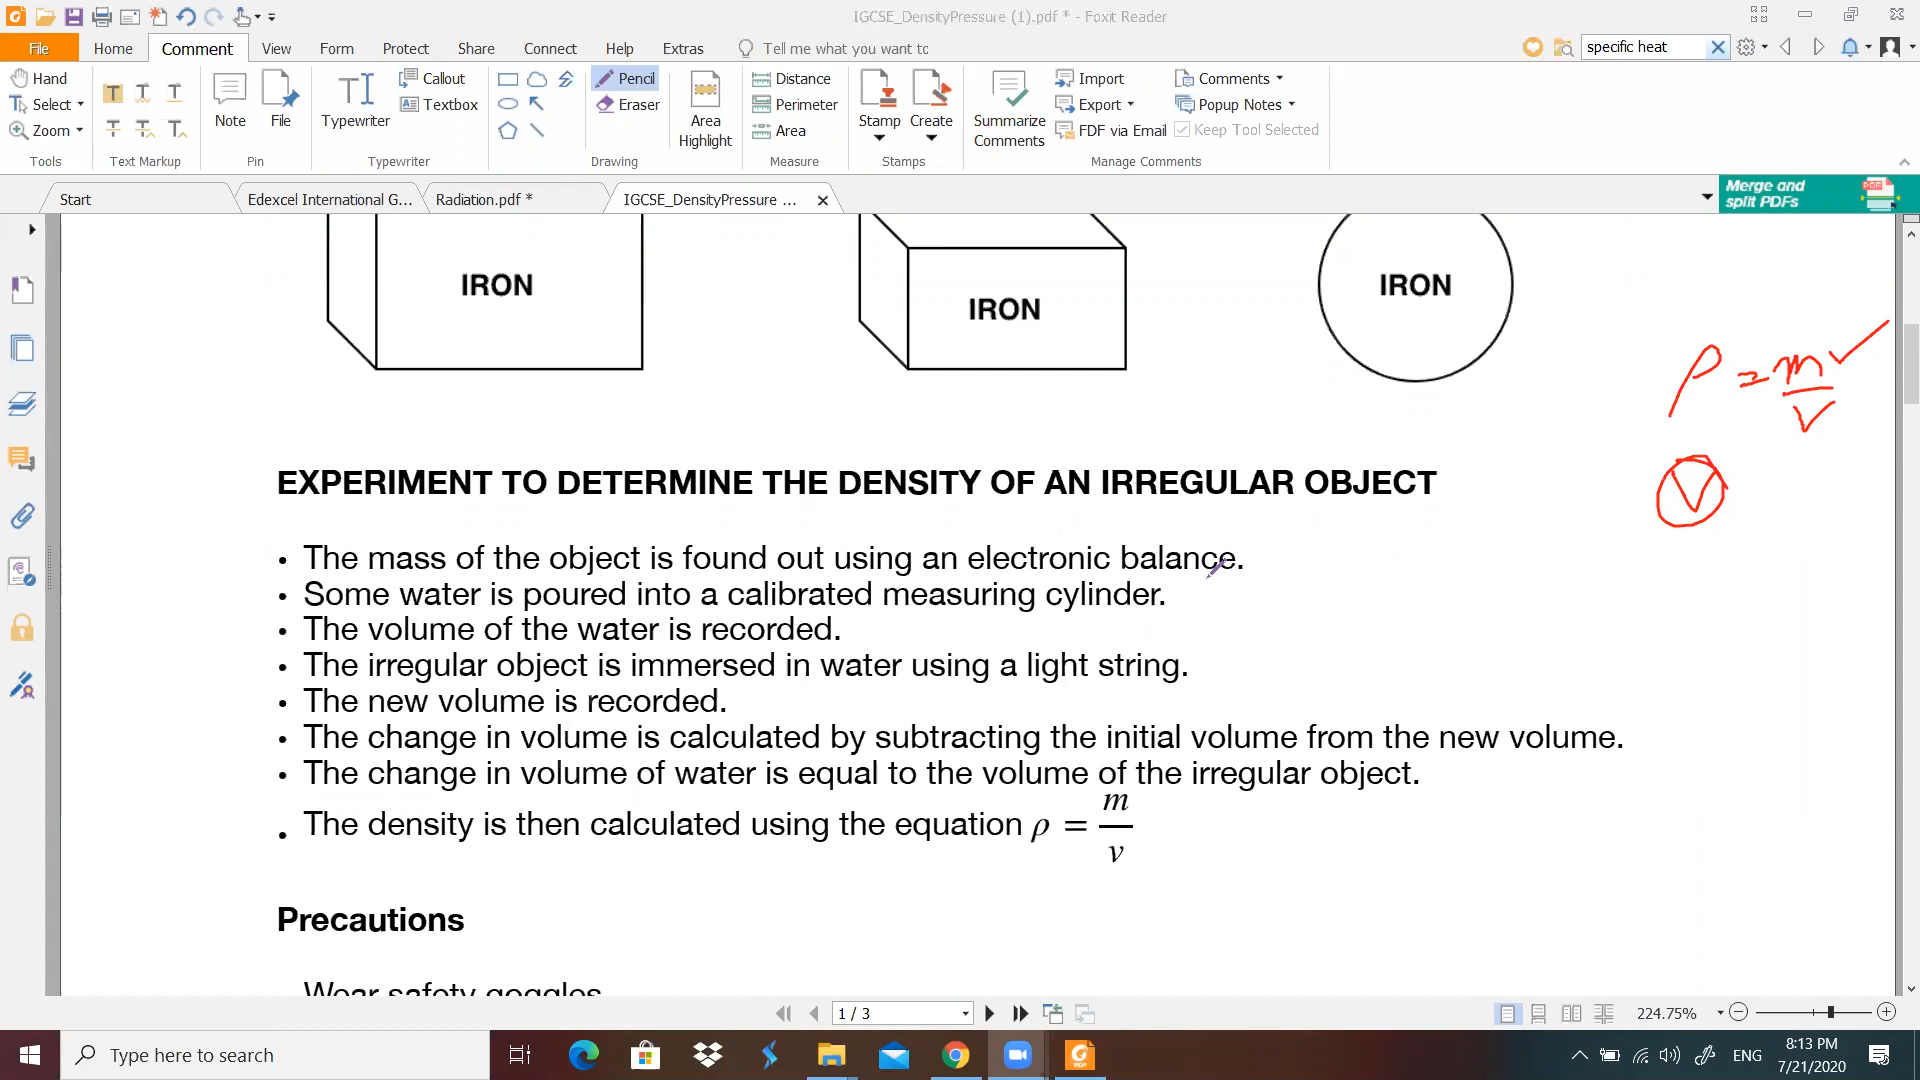 IGCSE_DensityPressure (1).pdf * - Foxit Reader
File Home Comment View Form Protect Share Connect Help Extras Tell me what you want to specific heat
Hand
Select
Zoom
Tools
T T T
T T T
Text Markup
Note
File
Pin
Typewriter
Callout
Textbox
Typewriter
Pencil
Eraser
Area
Highlight
Drawing
Distance
Perimeter
Area
Measure
Stamp
Create
Stamps
Summarize
Comments
Import
Export
FDF via Email
Comments
Popup Notes
Keep Tool Selected
Manage Comments
Start
Edexcel International G...
Radiation.pdf *
IGCSE_DensityPressure ...
Merge and
split PDFs
IRON
IRON
IRON
ρ = m
V
V
EXPERIMENT TO DETERMINE THE DENSITY OF AN IRREGULAR OBJECT
• The mass of the object is found out using an electronic balance.
• Some water is poured into a calibrated measuring cylinder.
• The volume of the water is recorded.
• The irregular object is immersed in water using a light string.
• The new volume is recorded.
• The change in volume is calculated by subtracting the initial volume from the new volume.
• The change in volume of water is equal to the volume of the irregular object.
• The density is then calculated using the equation ρ = m
v
Precautions
Wear safety goggles
1 / 3
224.75%
Type here to search
ENG
8:13 PM
7/21/2020